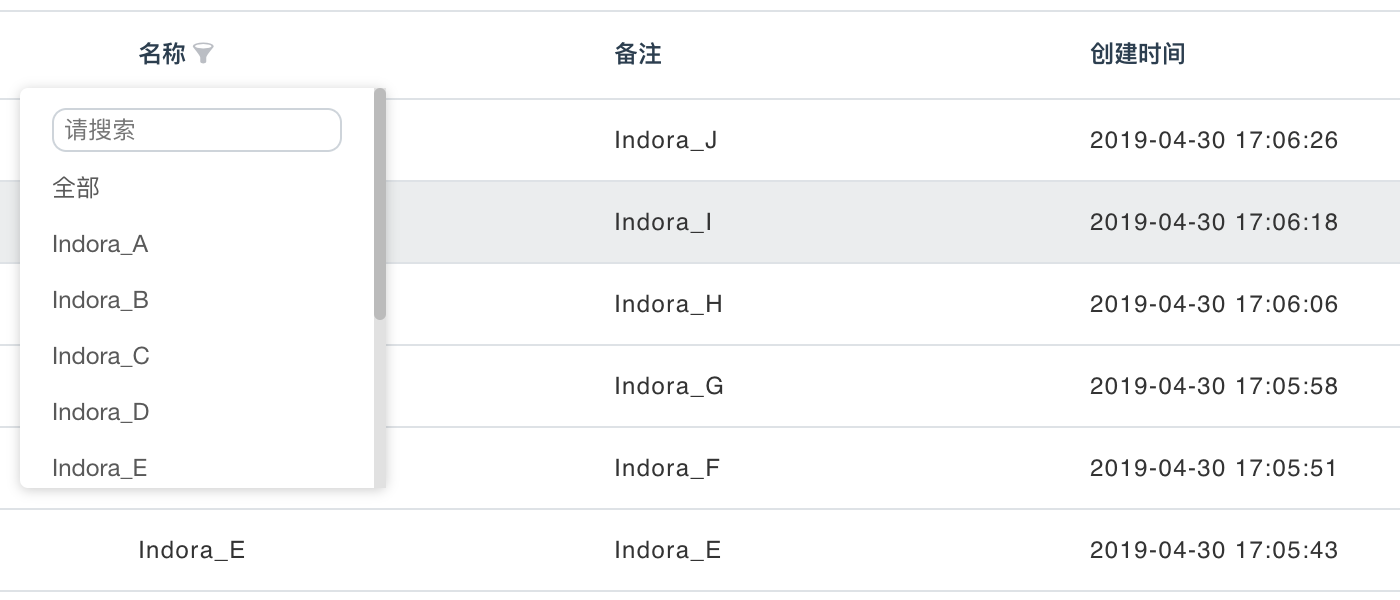 名称 备注 创建时间
请搜索
Indora_J 2019-04-30 17:06:26
全部
Indora_I 2019-04-30 17:06:18
Indora_A
Indora_B
Indora_H 2019-04-30 17:06:06
Indora_C
Indora_G 2019-04-30 17:05:58
Indora_D
Indora_E
Indora_F 2019-04-30 17:05:51
Indora_E Indora_E 2019-04-30 17:05:43